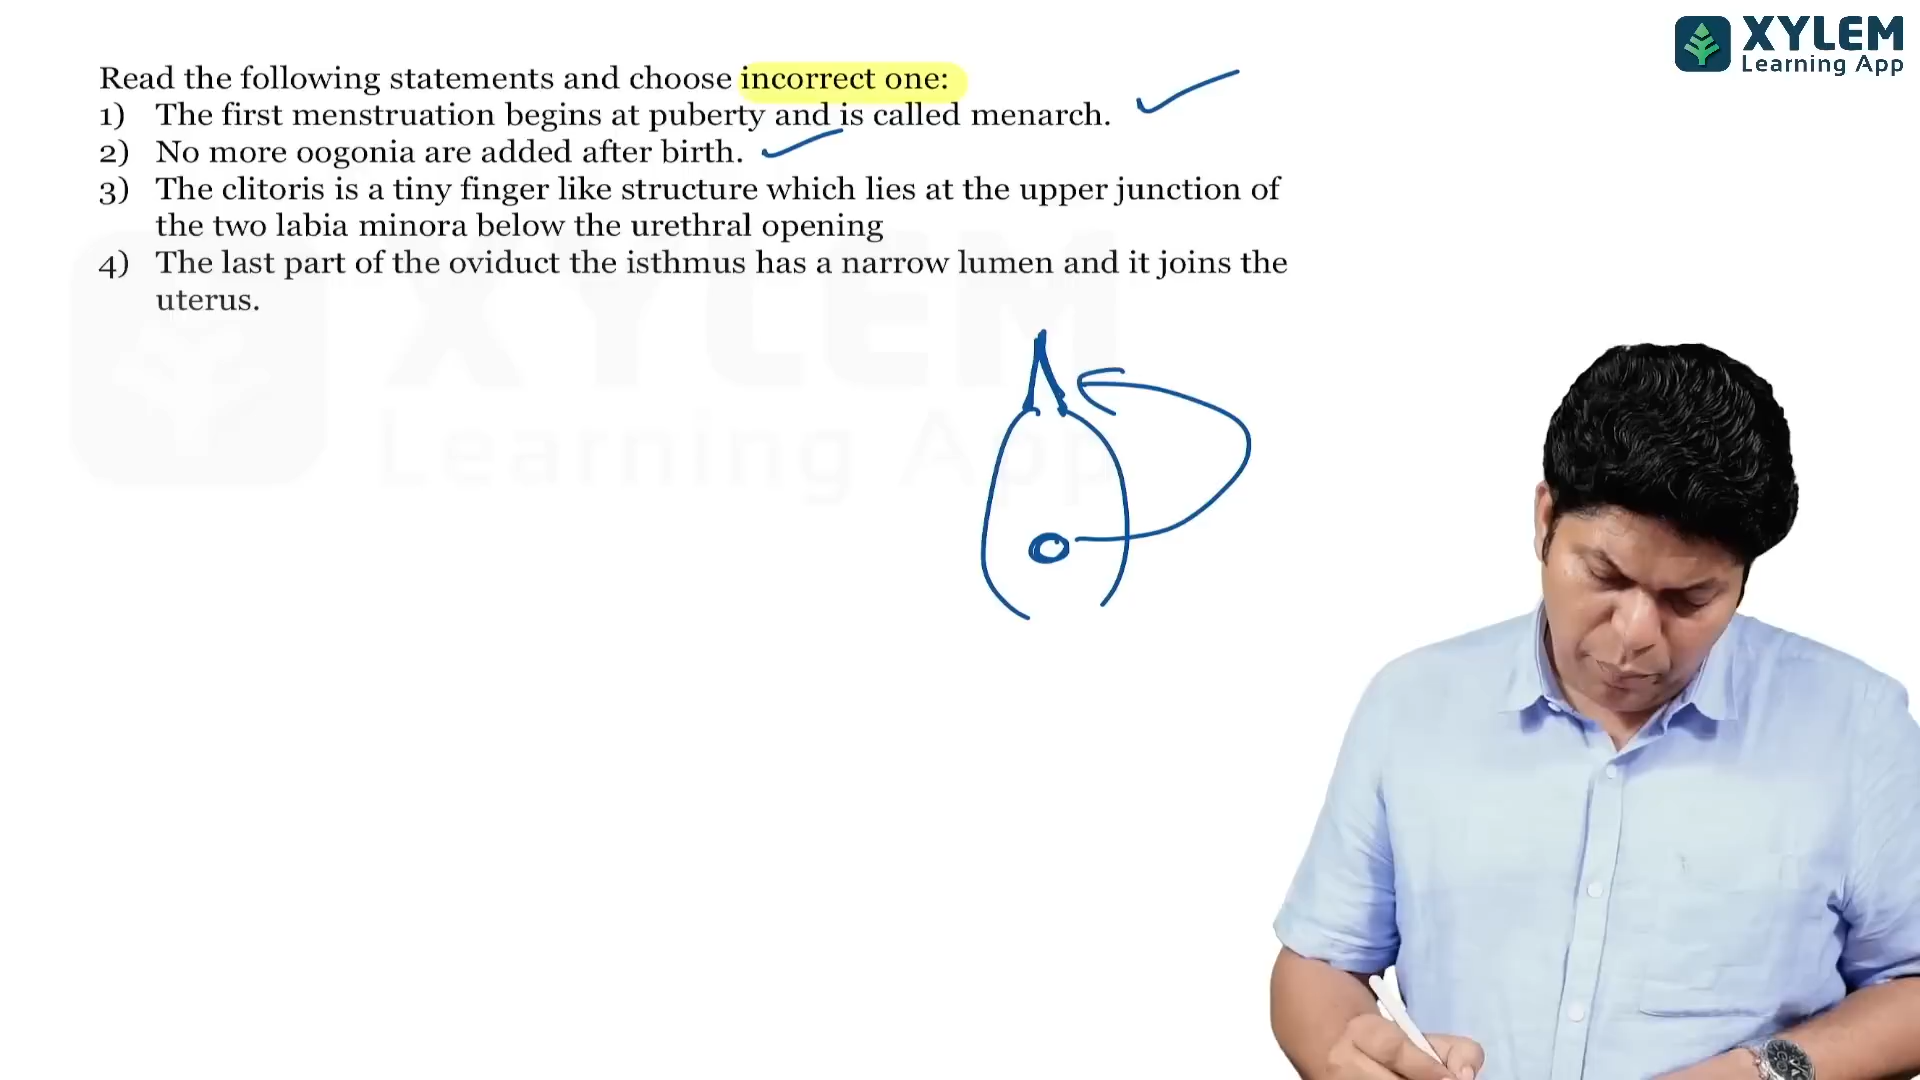 XYLEM
Learning App
Read the following statements and choose incorrect one:
1) The first menstruation begins at puberty and is called menarch.
2) No more oogonia are added after birth.
3) The clitoris is a tiny finger like structure which lies at the upper junction of
the two labia minora below the urethral opening
4) The last part of the oviduct the isthmus has a narrow lumen and it joins the
uterus.
XYLEM
Learning App